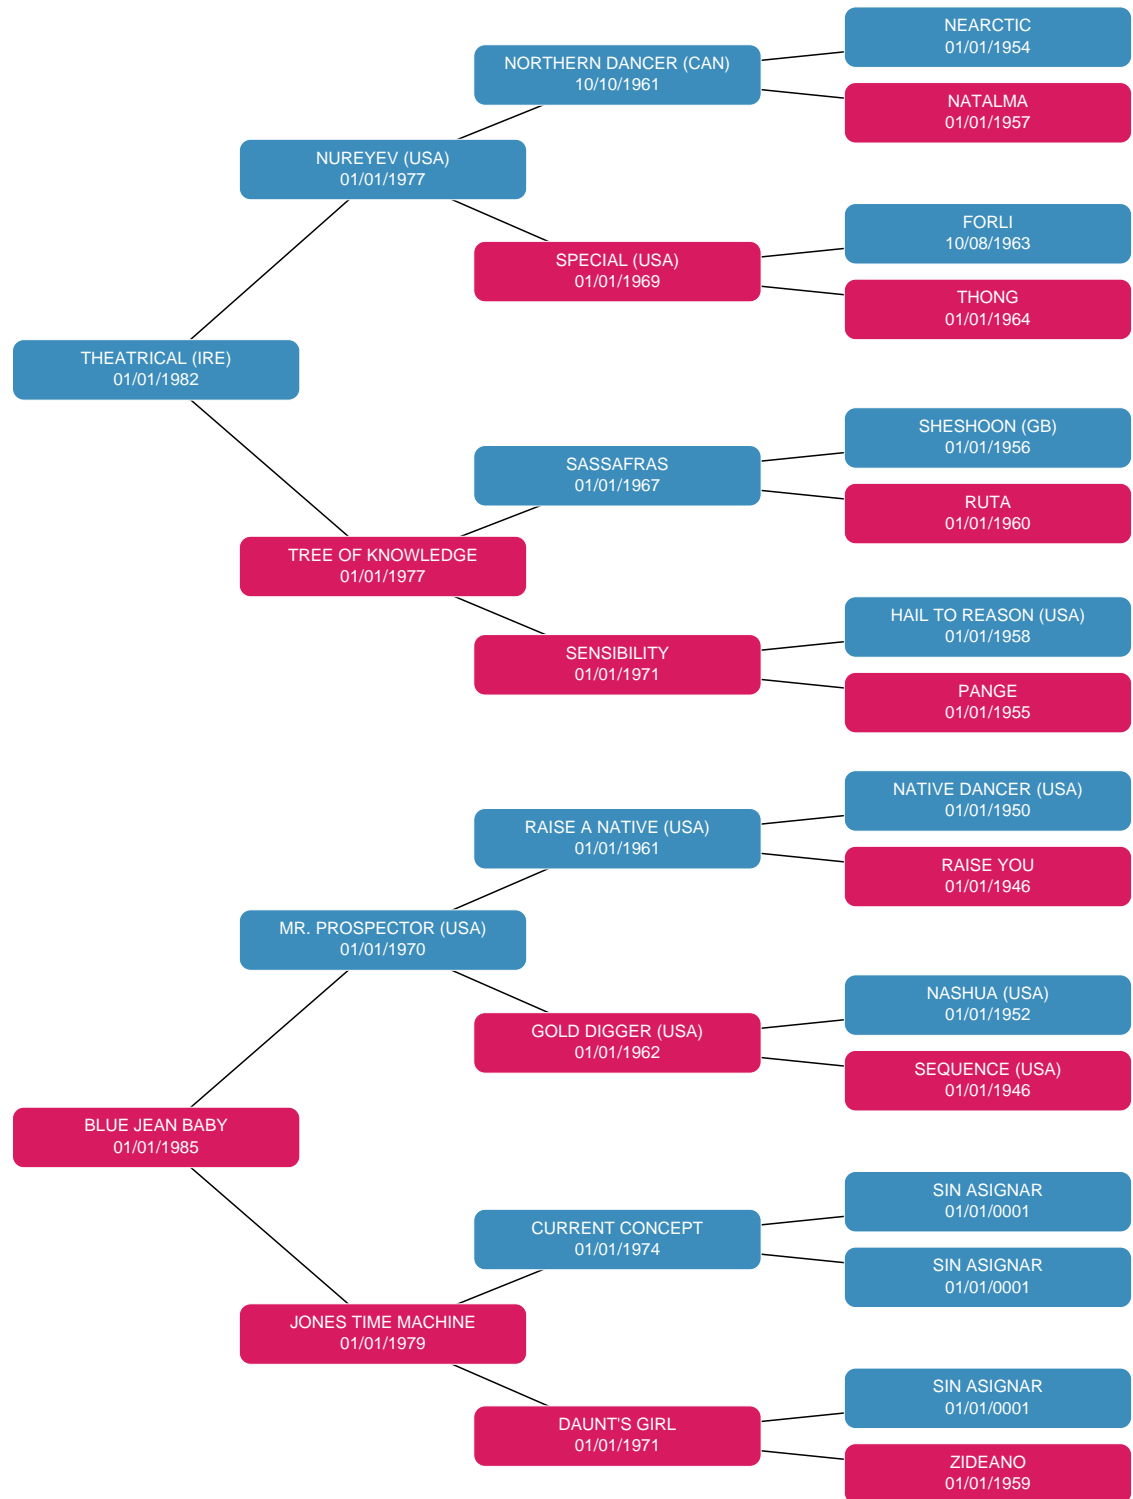 NEARCTIC
01/01/1954
NORTHERN DANCER (CAN)
10/10/1961
NATALMA
01/01/1957
NUREYEV (USA)
01/01/1977
FORLI
10/08/1963
SPECIAL (USA)
01/01/1969
THONG
01/01/1964
THEATRICAL (IRE)
01/01/1982
SHESHOON (GB)
01/01/1956
SASSAFRAS
01/01/1967
RUTA
01/01/1960
TREE OF KNOWLEDGE
01/01/1977
HAIL TO REASON (USA)
01/01/1958
SENSIBILITY
01/01/1971
PANGE
01/01/1955
NATIVE DANCER (USA)
01/01/1950
RAISE A NATIVE (USA)
01/01/1961
RAISE YOU
01/01/1946
MR. PROSPECTOR (USA)
01/01/1970
NASHUA (USA)
01/01/1952
GOLD DIGGER (USA)
01/01/1962
SEQUENCE (USA)
01/01/1946
BLUE JEAN BABY
01/01/1985
SIN ASIGNAR
01/01/0001
CURRENT CONCEPT
01/01/1974
SIN ASIGNAR
01/01/0001
JONES TIME MACHINE
01/01/1979
SIN ASIGNAR
01/01/0001
DAUNT'S GIRL
01/01/1971
ZIDEANO
01/01/1959